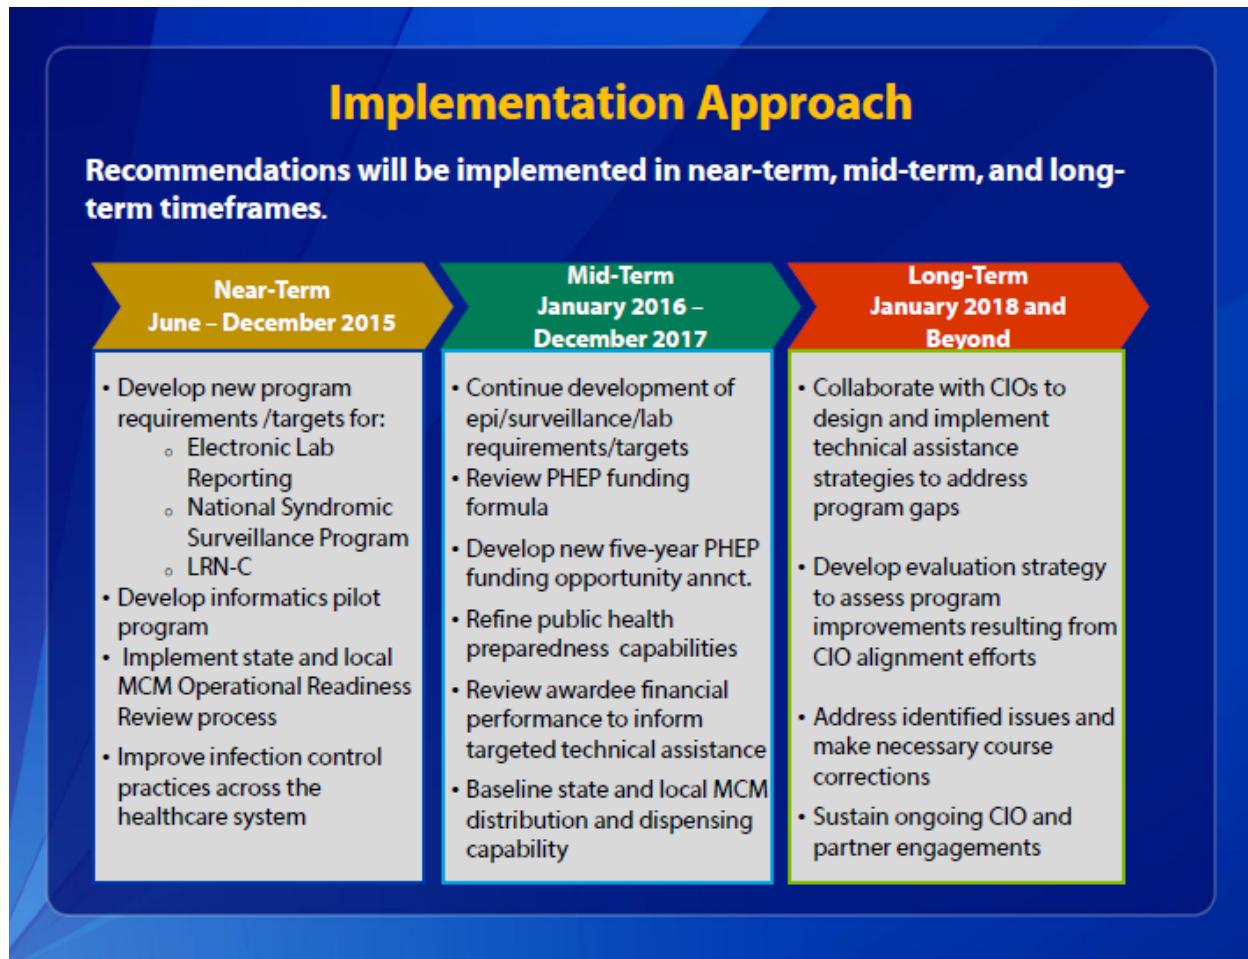 Implementation Approach
Recommendations will be implemented in near-term, mid-term, and long-
term timeframes.
Near-Term
June – December 2015
• Develop new program
requirements /targets for:
o Electronic Lab
Reporting
o National Syndromic
Surveillance Program
o LRN-C
• Develop informatics pilot
program
• Implement state and local
MCM Operational Readiness
Review process
• Improve infection control
practices across the
healthcare system
Mid-Term
January 2016 –
December 2017
• Continue development of
epi/surveillance/lab
requirements/targets
• Review PHEP funding
formula
• Develop new five-year PHEP
funding opportunity annct.
• Refine public health
preparedness capabilities
• Review awardee financial
performance to inform
targeted technical assistance
• Baseline state and local MCM
distribution and dispensing
capability
Long-Term
January 2018 and
Beyond
• Collaborate with CIOs to
design and implement
technical assistance
strategies to address
program gaps
• Develop evaluation strategy
to assess program
improvements resulting from
CIO alignment efforts
• Address identified issues and
make necessary course
corrections
• Sustain ongoing CIO and
partner engagements